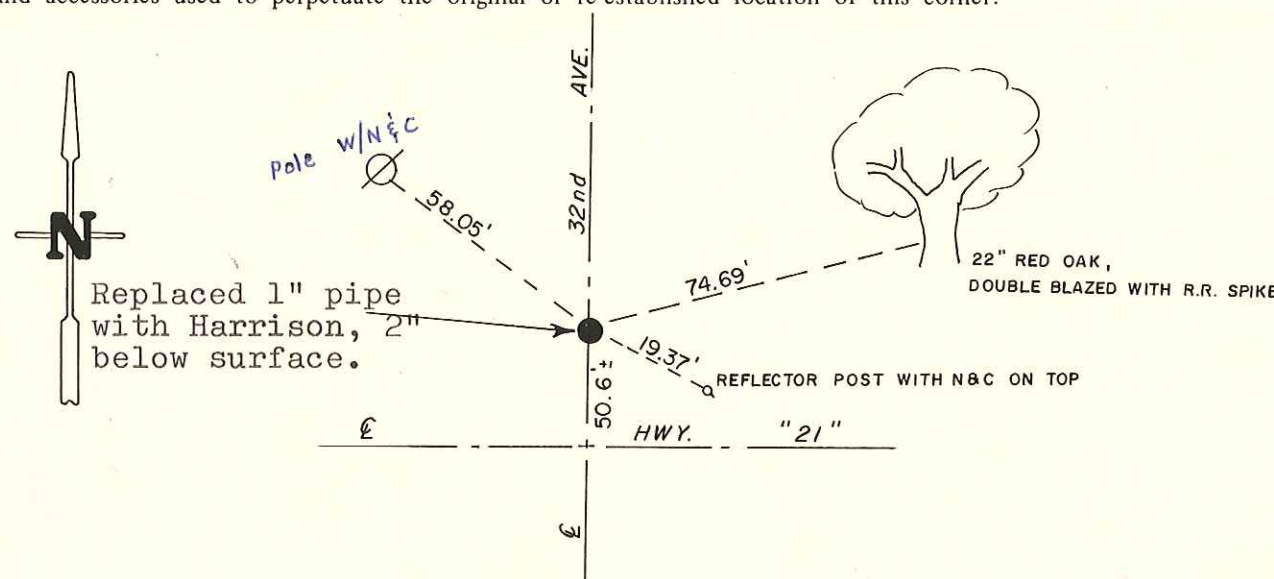 and accessories used to perpetuate the original or re-established location of this corner.
32nd AVE.
pole W/N & C
58.05'
N
74.69'
22" RED OAK,
DOUBLE BLAZED WITH R.R. SPIKE
Replaced 1" pipe
with Harrison, 2"
below surface.
19.37'
REFLECTOR POST WITH N&C ON TOP
50.6'±
℄ HWY. "21"
℄